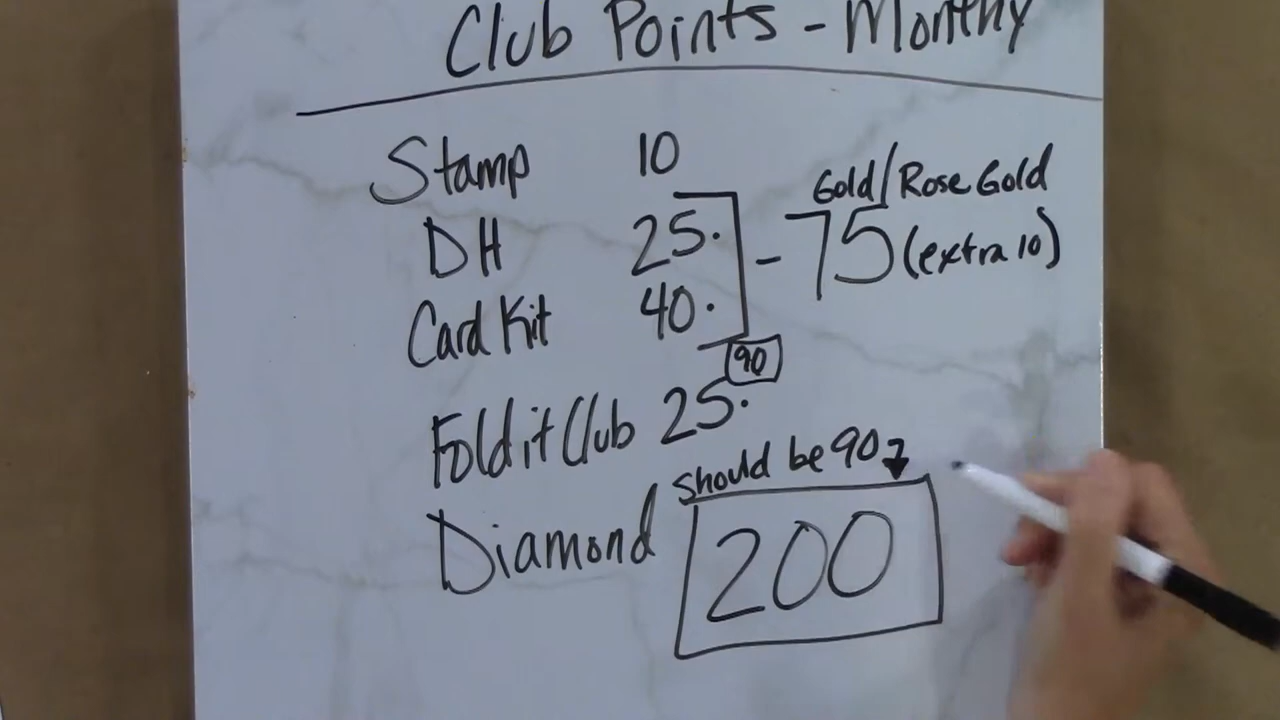 Club Points - Monthy
Stamp 10
Gold/Rose Gold
DH 25. - 75 (extra 10)
Card Kit 40.
90
Fold it Club 25.
Should be 90
Diamond 200